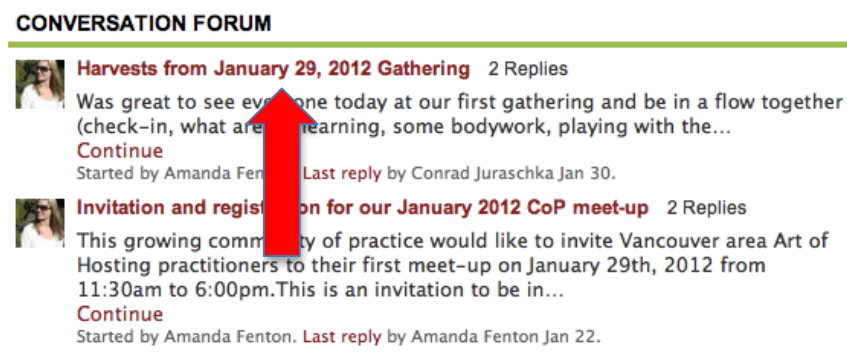 CONVERSATION FORUM
Harvests from January 29, 2012 Gathering 2 Replies
Was great to see everyone today at our first gathering and be in a flow together
(check-in, what are learning, some bodywork, playing with the...
Continue
Started by Amanda Fenton. Last reply by Conrad Juraschka Jan 30.
Invitation and registration for our January 2012 CoP meet-up 2 Replies
This growing community of practice would like to invite Vancouver area Art of
Hosting practitioners to their first meet-up on January 29th, 2012 from
11:30am to 6:00pm.This is an invitation to be in...
Continue
Started by Amanda Fenton. Last reply by Amanda Fenton Jan 22.